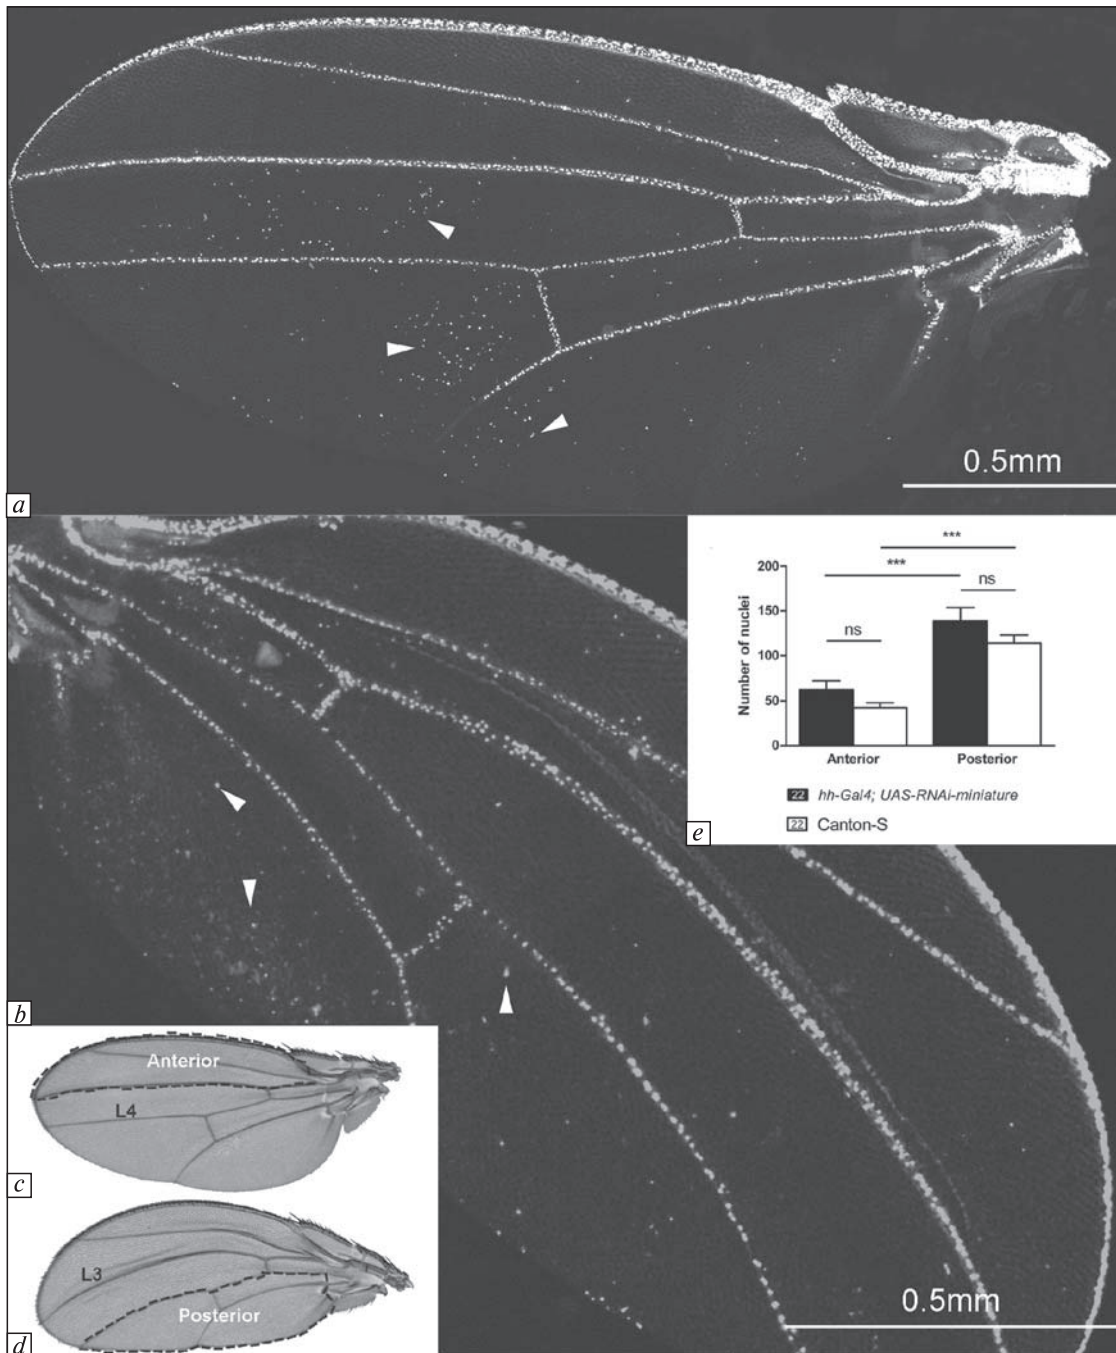 0.5mm
a
***
***
200
ns
150
ns
100
50
0
Number of nuclei
Anterior
Posterior
22 hh-Gal4; UAS-RNAi-miniature
22 Canton-S
e
b
Anterior
L4
c
L3
Posterior
0.5mm
d